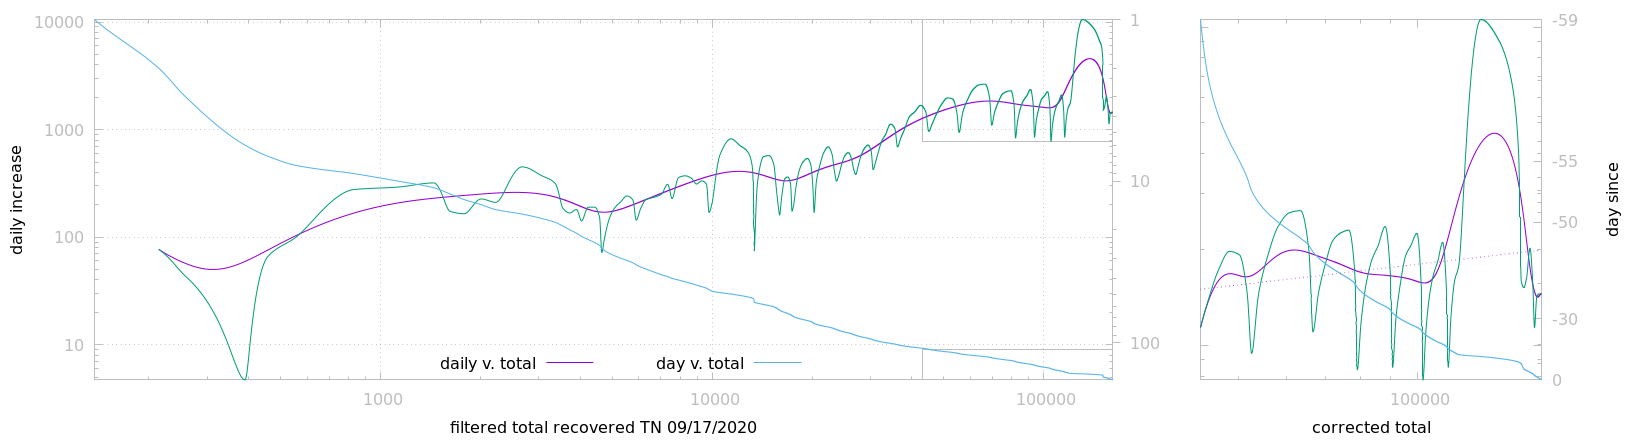 10000
1000
100
10
daily increase
1000
10000
100000
filtered total recovered TN 09/17/2020
daily v. total
day v. total
1
10
100
100000
corrected total
-59
-55
-50
-30
0
day since